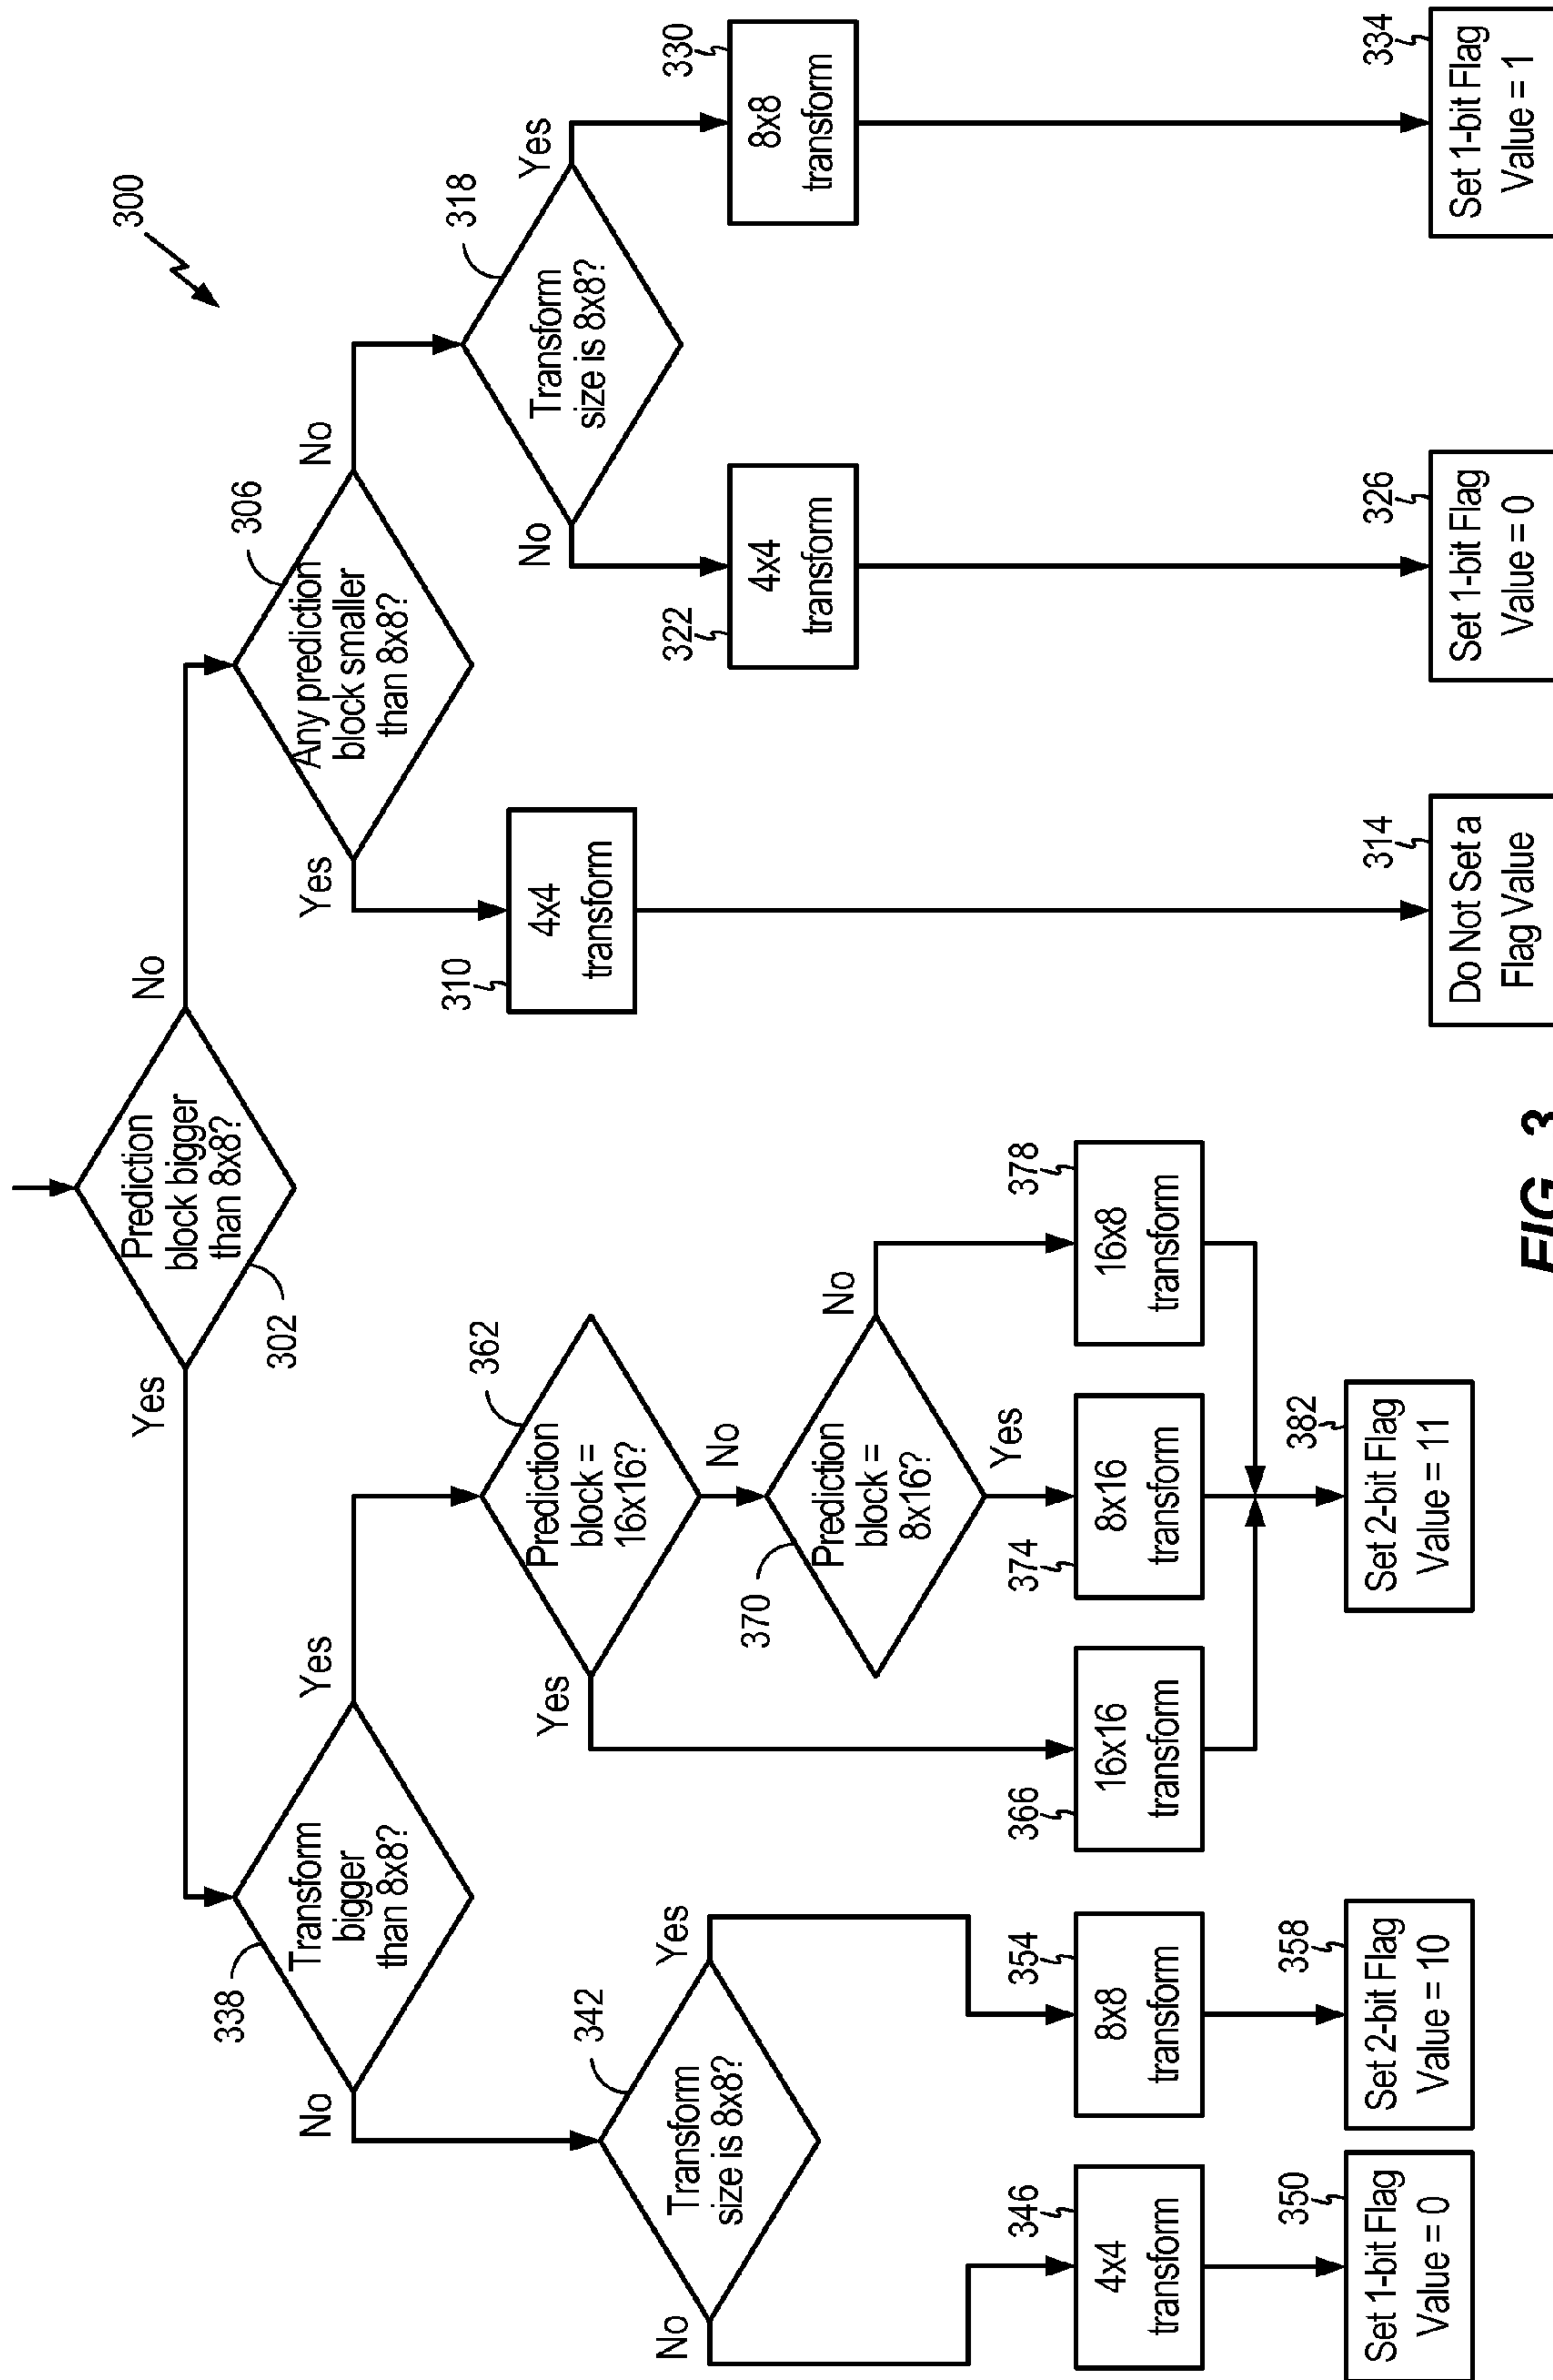 300
Prediction
block bigger
than 8x8?
302
Yes
No
Transform
bigger
than 8x8?
338
No
Yes
Any prediction
block smaller
than 8x8?
306
Yes
No
Transform
size is 8x8?
342
No
Yes
Prediction
block =
16x16?
362
Yes
No
Prediction
block =
8x16?
370
Yes
No
4x4
transform
310
Transform
size is 8x8?
318
No
Yes
4x4
transform
322
8x8
transform
330
4x4
transform
346
8x8
transform
354
16x16
transform
366
8x16
transform
374
16x8
transform
378
Set 1-bit Flag
Value = 0
350
Set 2-bit Flag
Value = 10
358
Set 2-bit Flag
Value = 11
382
Do Not Set a
Flag Value
314
Set 1-bit Flag
Value = 0
326
Set 1-bit Flag
Value = 1
334
FIG. 3